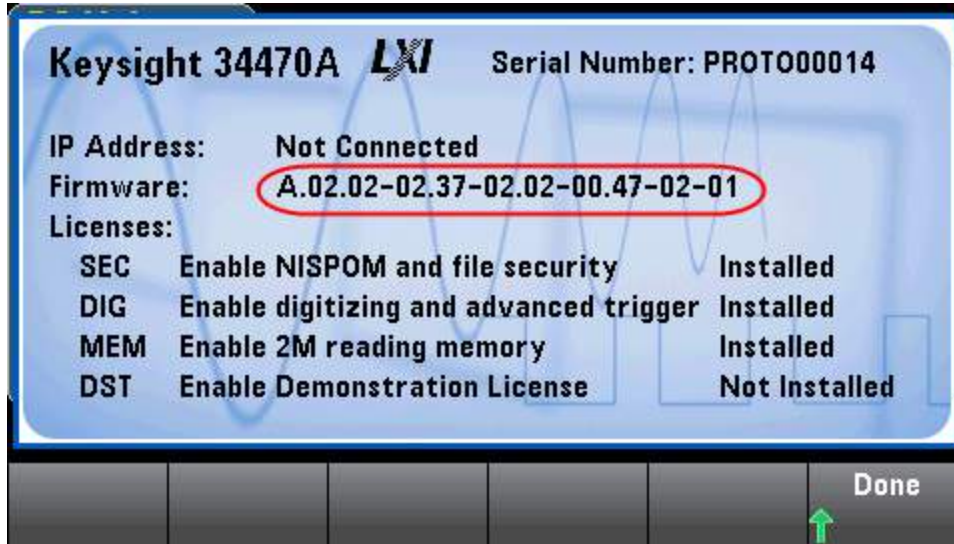 Keysight 34470A LXI Serial Number: PROTO00014
IP Address: Not Connected
Firmware: A.02.02-02.37-02.02-00.47-02-01
Licenses:
SEC Enable NISPOM and file security Installed
DIG Enable digitizing and advanced trigger Installed
MEM Enable 2M reading memory Installed
DST Enable Demonstration License Not Installed
Done